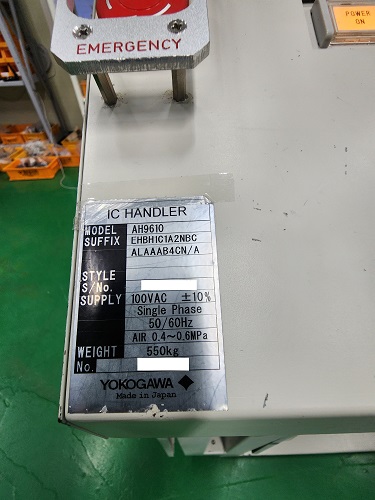 EMERGENCY
POWER
ON
IC HANDLER
MODEL AH9610
SUFFIX EHBH1C1A2NBC
ALAAAB4CN/A
STYLE
S/No.
SUPPLY 100VAC ±10%
Single Phase
50/60Hz
AIR 0.4～0.6MPa
WEIGHT 550kg
No.
YOKOGAWA
Made in Japan